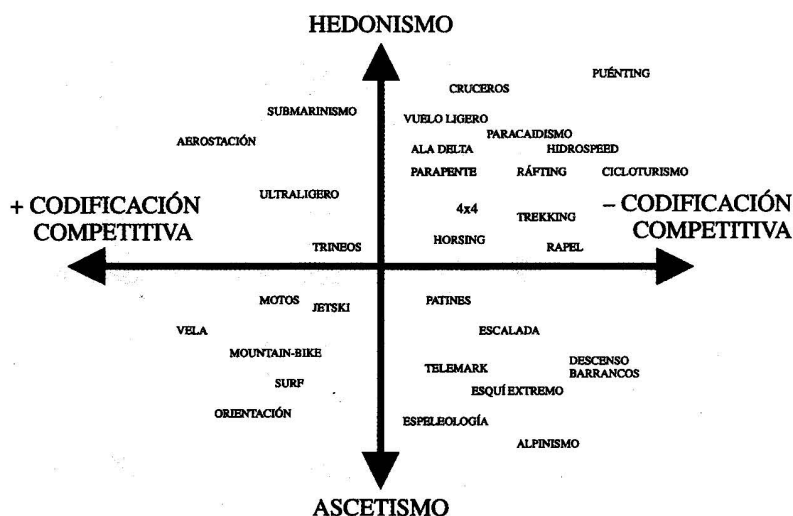 HEDONISMO
PUÉNTING
CRUCEROS
SUBMARINISMO
VUELO LIGERO
PARACAIDISMO
AEROSTACIÓN
ALA DELTA
HIDROSPEED
PARAPENTE
RÁFTING
CICLOTURISMO
ULTRALIGERO
4x4
TREKKING
+ CODIFICACIÓN
COMPETITIVA
– CODIFICACIÓN
COMPETITIVA
TRINEOS
HORSING
RAPEL
MOTOS
JETSKI
PATINES
VELA
ESCALADA
MOUNTAIN-BIKE
TELEMARK
DESCENSO
BARRANCOS
SURF
ESQUÍ EXTREMO
ORIENTACIÓN
ESPELEOLOGÍA
ALPINISMO
ASCETISMO